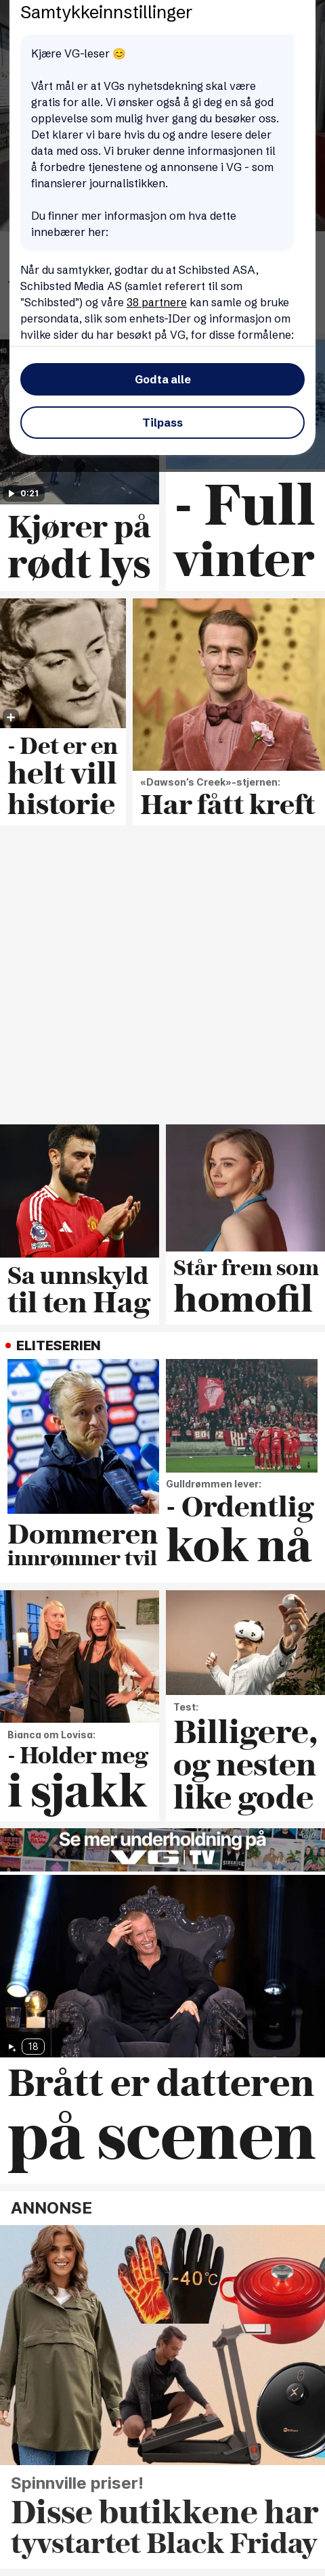 Samtykkeinnstillinger
Kjære VG-leser 😊
Vårt mål er at VGs nyhetsdekning skal være
gratis for alle. Vi ønsker også å gi deg en så god
opplevelse som mulig hver gang du besøker oss.
Det klarer vi bare hvis du og andre lesere deler
data med oss. Vi bruker denne informasjonen til
å forbedre tjenestene og annonsene i VG - som
finansierer journalistikken.
Du finner mer informasjon om hva dette
innebærer her:
Når du samtykker, godtar du at Schibsted ASA,
Schibsted Media AS (samlet referert til som
"Schibsted") og våre 38 partnere kan samle og bruke
persondata, slik som enhets-IDer og informasjon om
hvilke sider du har besøkt på VG, for disse formålene:
Godta alle
Tilpass
0:21
Kjører på
rødt lys
- Full
vinter
- Det er en
helt vill
historie
«Dawson's Creek»-stjernen:
Har fått kreft
Sa unnskyld
til ten Hag
Står frem som
homofil
ELITESERIEN
Dommeren
innrømmer tvil
Gulldrømmen lever:
- Ordentlig
kok nå
Bianca om Lovisa:
- Holder meg
i sjakk
Test:
Billigere,
og nesten
like gode
Se mer underholdning på
VG TV
18
Brått er datteren
på scenen
ANNONSE
-40°C
Spinnville priser!
Disse butikkene har
tyvstartet Black Friday